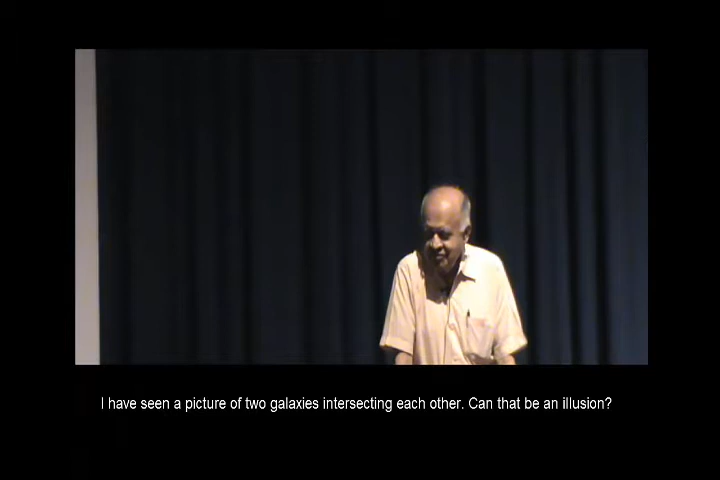 I have seen a picture of two galaxies intersecting each other. Can that be an illusion?